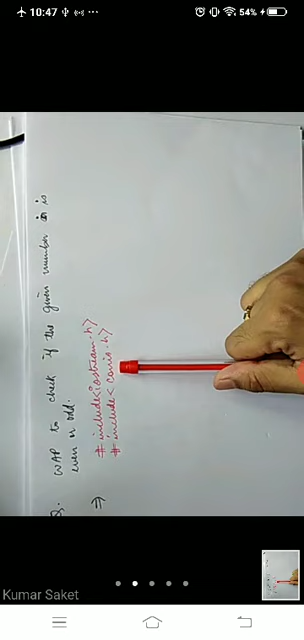 10:47
54%
Q. WAP to check if the given number is
even or odd.
⇒ #include<iostream.h>
#include<conio.h>
Kumar Saket